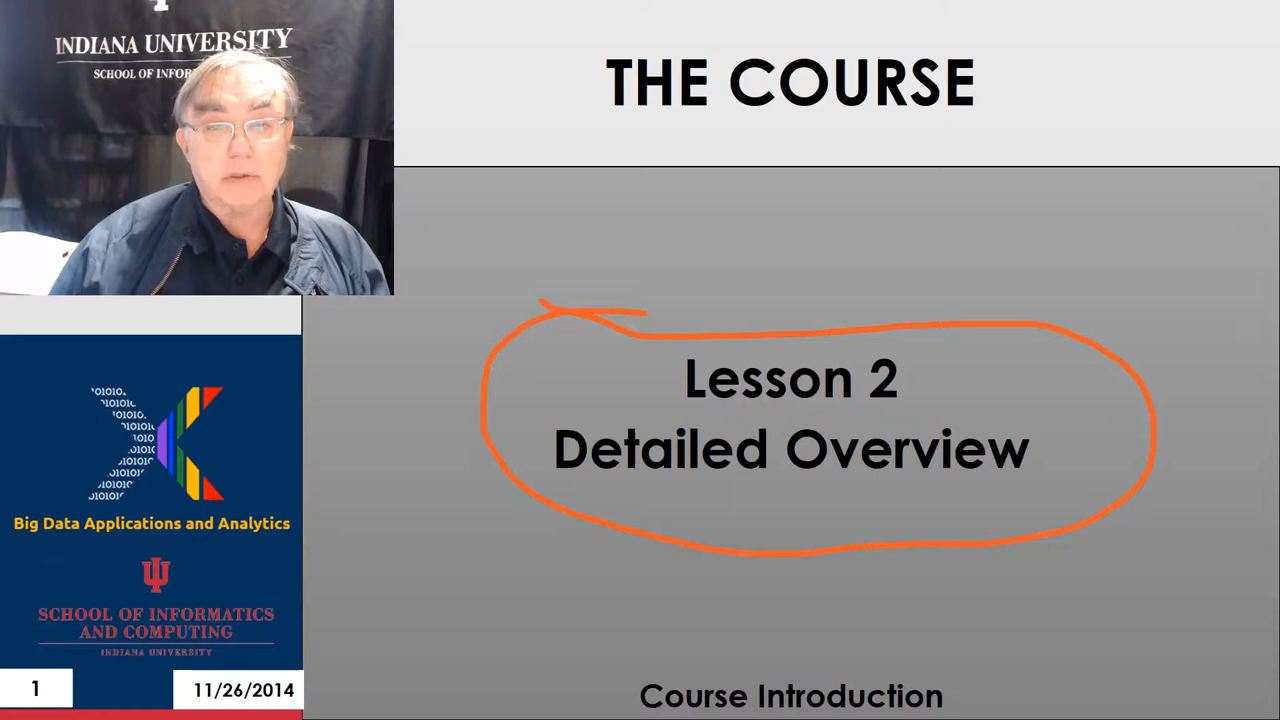 INDIANA UNIVERSITY
SCHOOL OF
THE COURSE
Lesson 2
Detailed Overview
Big Data Applications and Analytics
SCHOOL OF INFORMATICS
AND COMPUTING
INDIANA UNIVERSITY
1
11/26/2014
Course Introduction